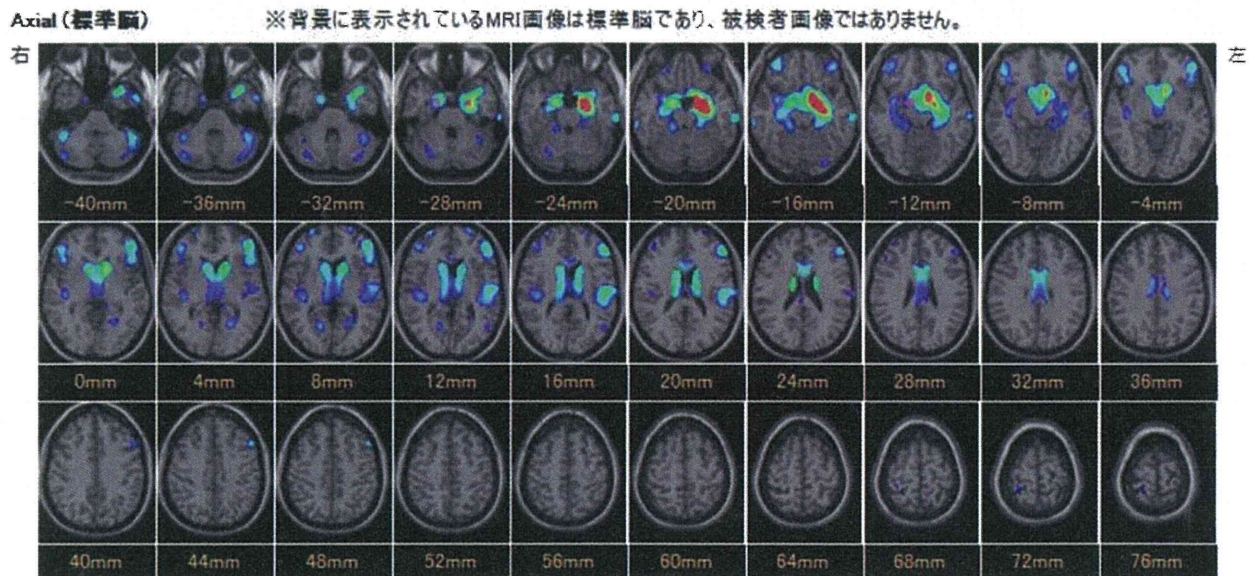 Axial (標準脳) ※背景に表示されているMRI画像は標準脳であり、被検者画像ではありません。
右 左
-40mm -36mm -32mm -28mm -24mm -20mm -16mm -12mm -8mm -4mm
0mm 4mm 8mm 12mm 16mm 20mm 24mm 28mm 32mm 36mm
40mm 44mm 48mm 52mm 56mm 60mm 64mm 68mm 72mm 76mm